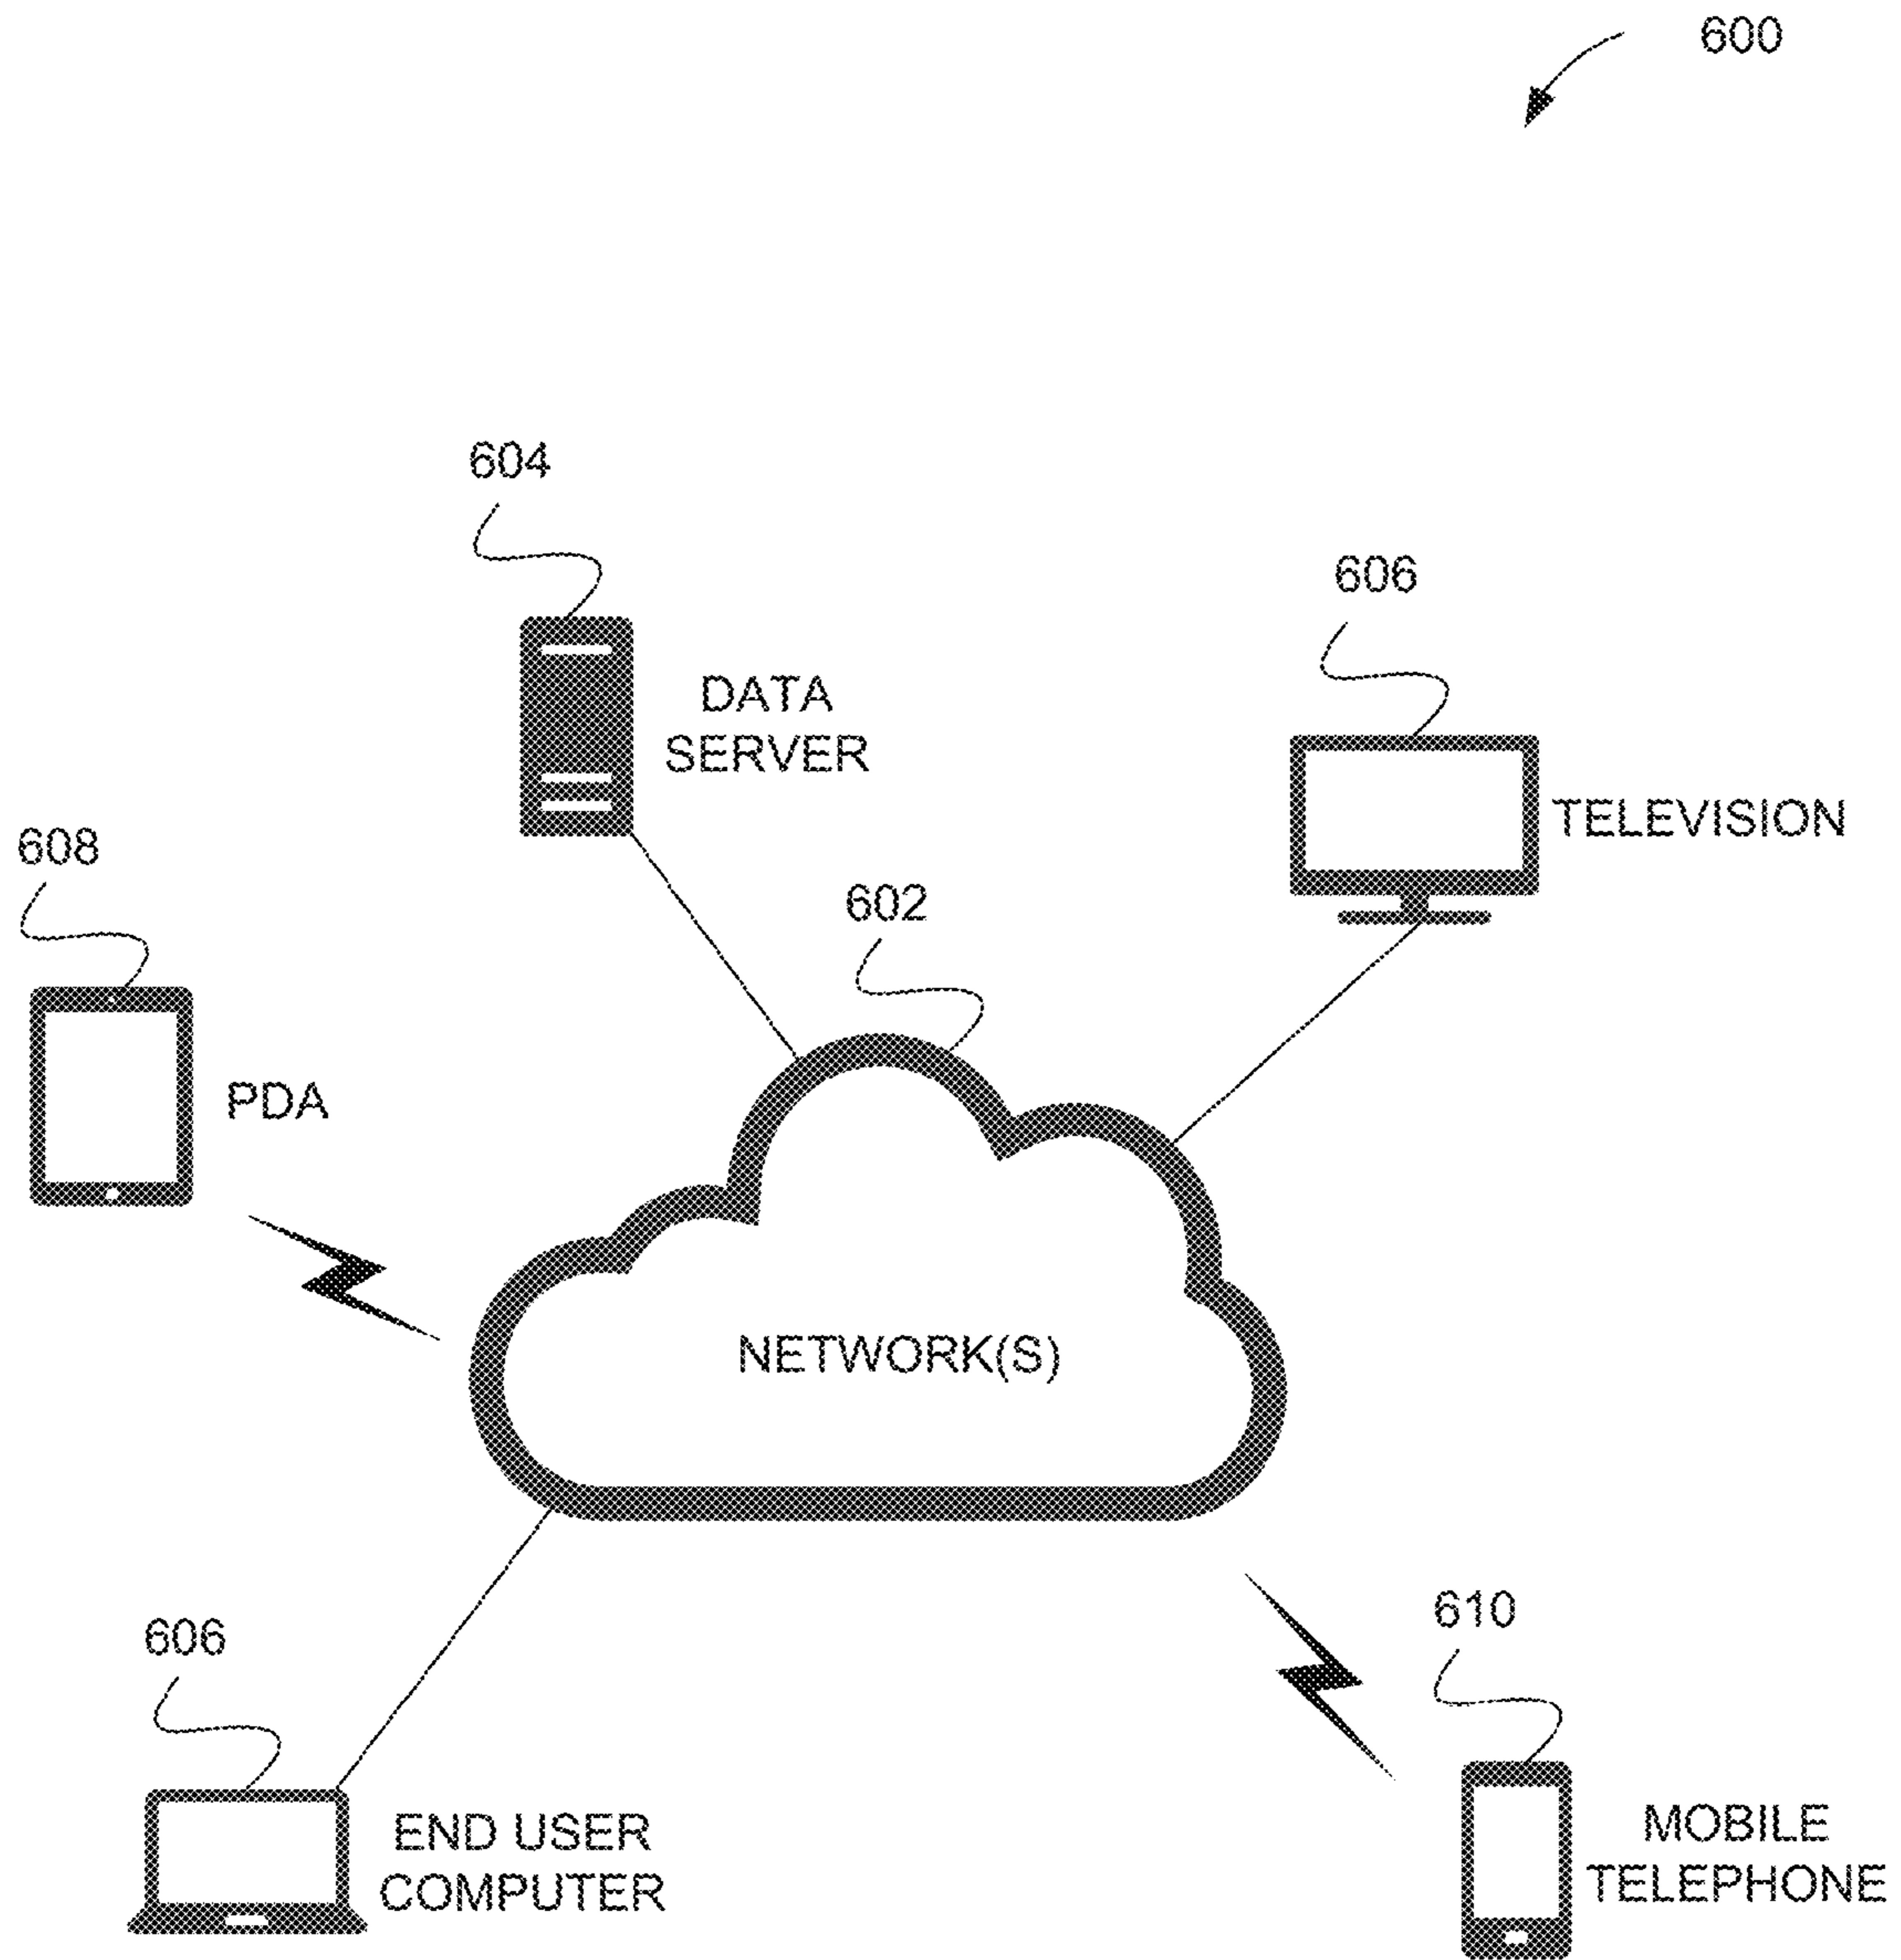 600
604
DATA
SERVER
606
TELEVISION
608
PDA
602
NETWORK(S)
606
END USER
COMPUTER
610
MOBILE
TELEPHONE